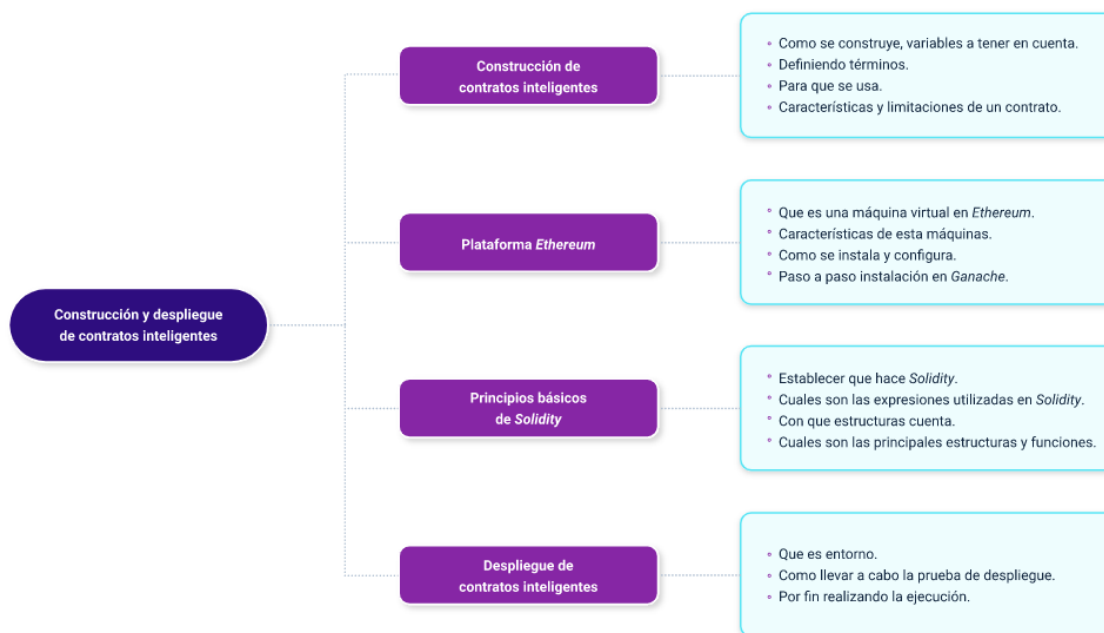 Construcción y despliegue
de contratos inteligentes
Construcción de
contratos inteligentes
• Como se construye, variables a tener en cuenta.
• Definiendo términos.
• Para que se usa.
• Características y limitaciones de un contrato.
Plataforma Ethereum
• Que es una máquina virtual en Ethereum.
• Características de esta máquinas.
• Como se instala y configura.
• Paso a paso instalación en Ganache.
Principios básicos
de Solidity
• Establecer que hace Solidity.
• Cuales son las expresiones utilizadas en Solidity.
• Con que estructuras cuenta.
• Cuales son las principales estructuras y funciones.
Despliegue de
contratos inteligentes
• Que es entorno.
• Como llevar a cabo la prueba de despliegue.
• Por fin realizando la ejecución.